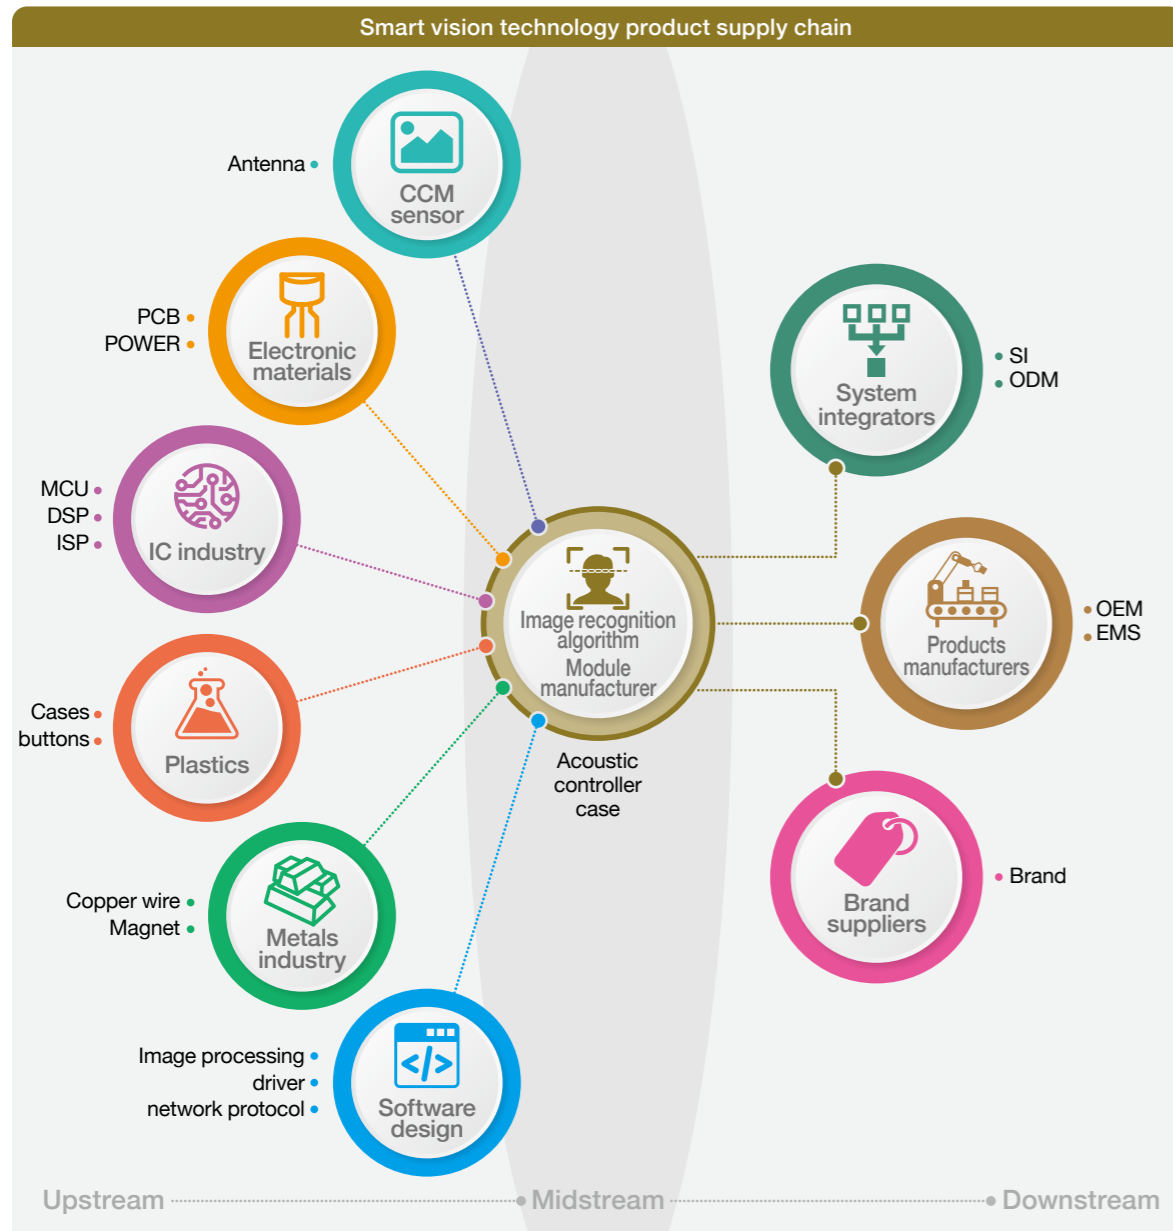 Smart vision technology product supply chain
Antenna
CCM
sensor
PCB
POWER
Electronic
materials
MCU
DSP
ISP
IC industry
Cases
buttons
Plastics
Copper wire
Magnet
Metals
industry
Image processing
driver
network protocol
Software
design
Image recognition
algorithm
Module
manufacturer
Acoustic
controller
case
System
integrators
SI
ODM
Products
manufacturers
OEM
EMS
Brand
suppliers
Brand
Upstream
Midstream
Downstream